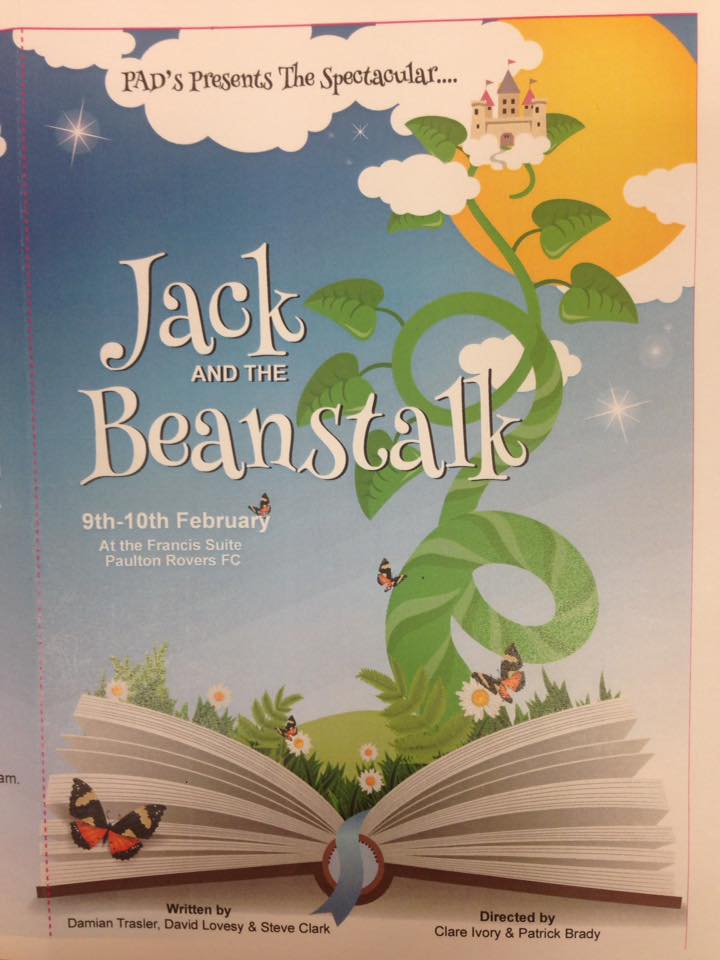 PAD's Presents The Spectacular....
Jack
AND THE
Beanstalk
9th-10th February
At the Francis Suite
Paulton Rovers FC
am.
Written by
Damian Trasler, David Lovesy & Steve Clark
Directed by
Clare Ivory & Patrick Brady